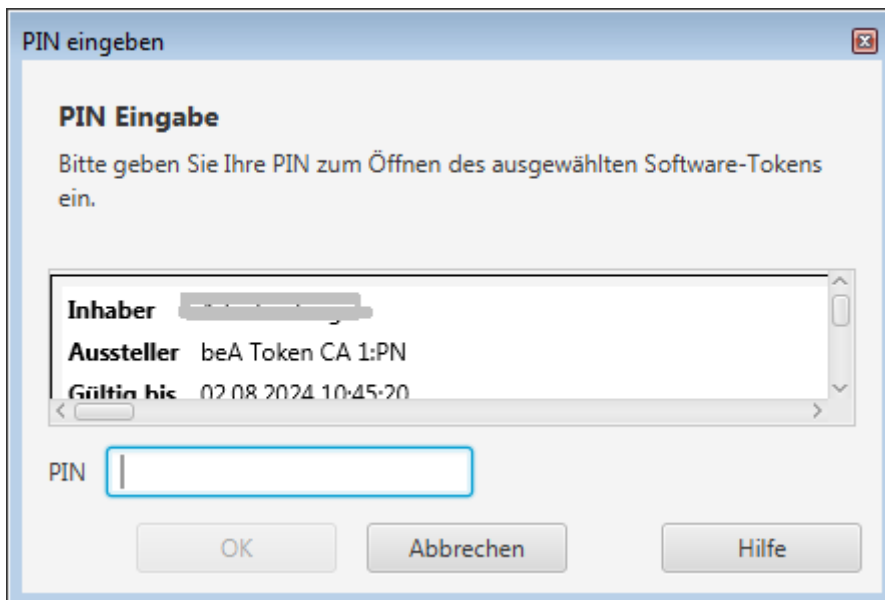 PIN eingeben
PIN Eingabe
Bitte geben Sie Ihre PIN zum Öffnen des ausgewählten Software-Tokens
ein.
Inhaber
Aussteller beA Token CA 1:PN
Gültig bis 02.08.2024 10:45:20
PIN
OK Abbrechen Hilfe